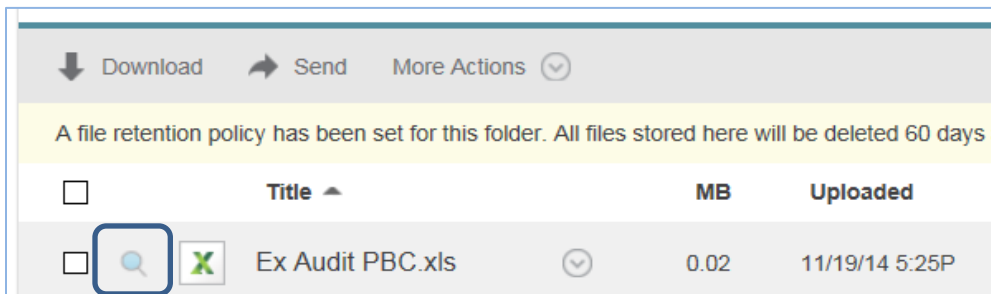 Download Send More Actions
A file retention policy has been set for this folder. All files stored here will be deleted 60 days
Title MB Uploaded
Ex Audit PBC.xls 0.02 11/19/14 5:25P